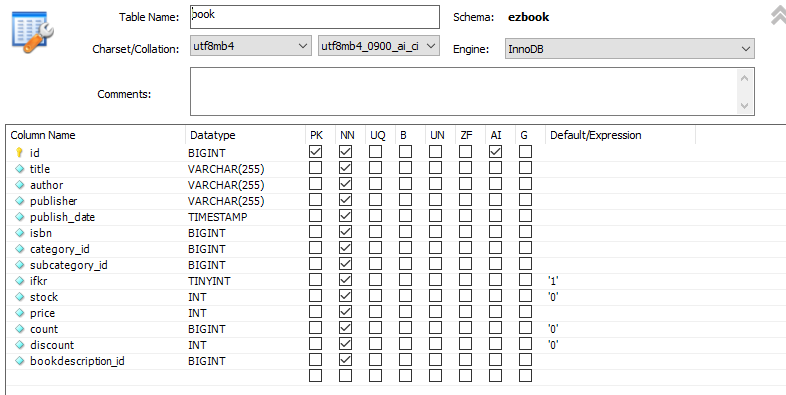 Table Name: book Schema: ezbook
Charset/Collation: utf8mb4 utf8mb4_0900_ai_ci Engine: InnoDB
Comments:
Column Name Datatype PK NN UQ B UN ZF AI G Default/Expression
id BIGINT
title VARCHAR(255)
author VARCHAR(255)
publisher VARCHAR(255)
publish_date TIMESTAMP
isbn BIGINT
category_id BIGINT
subcategory_id BIGINT
ifkr TINYINT '1'
stock INT '0'
price INT
count BIGINT '0'
discount INT '0'
bookdescription_id BIGINT